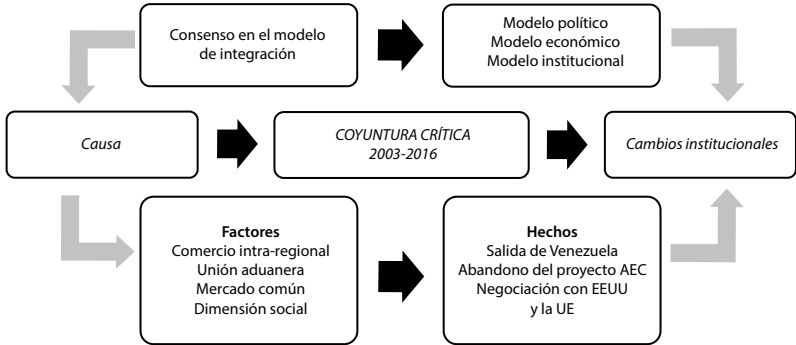 Consenso en el modelo
de integración
Modelo político
Modelo económico
Modelo institucional
Causa
COYUNTURA CRÍTICA
2003-2016
Cambios institucionales
Factores
Comercio intra-regional
Unión aduanera
Mercado común
Dimensión social
Hechos
Salida de Venezuela
Abandono del proyecto AEC
Negociación con EEUU
y la UE